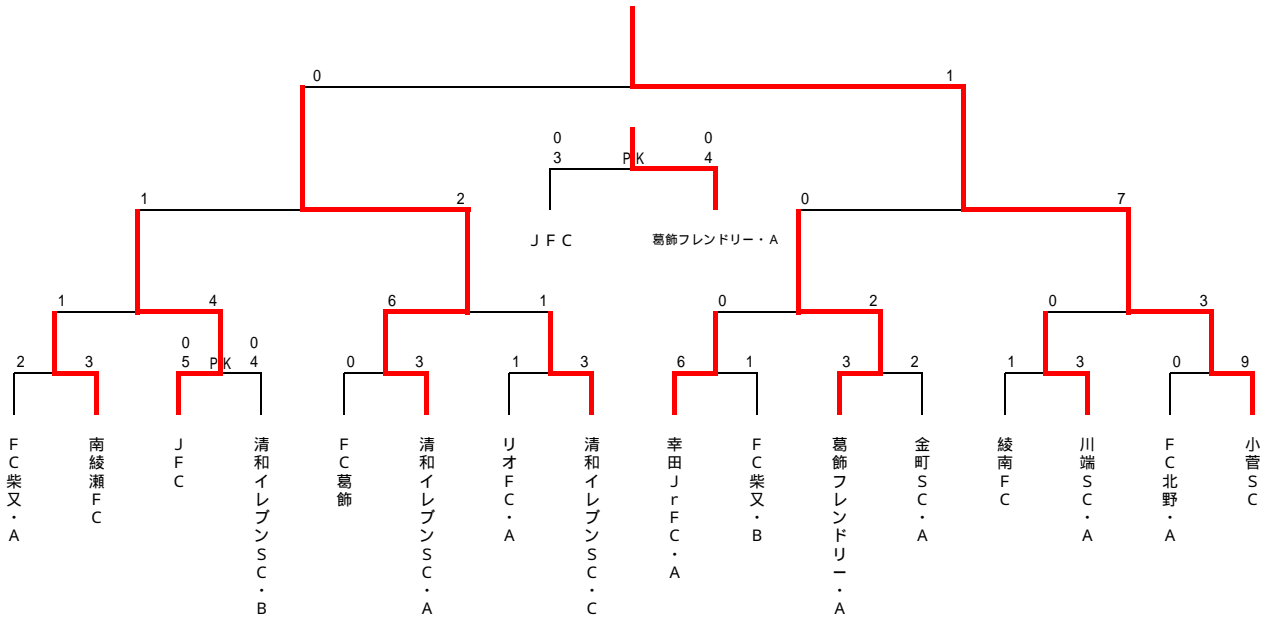 0 1
0 0
3 PK 4
1 2 0 7
JFC 葛飾フレンドリー・A
1 4 6 1 0 2 0 3
0 0
2 3 5 PK 4 0 3 1 3 6 1 3 2 1 3 0 9
FC柴又・A
南綾瀬FC
JFC
清和イレブンSC・B
FC葛飾
清和イレブンSC・A
リオFC・A
清和イレブンSC・C
幸田JrFC・A
FC柴又・B
葛飾フレンドリー・A
金町SC・A
綾南FC
川端SC・A
FC北野・A
小菅SC